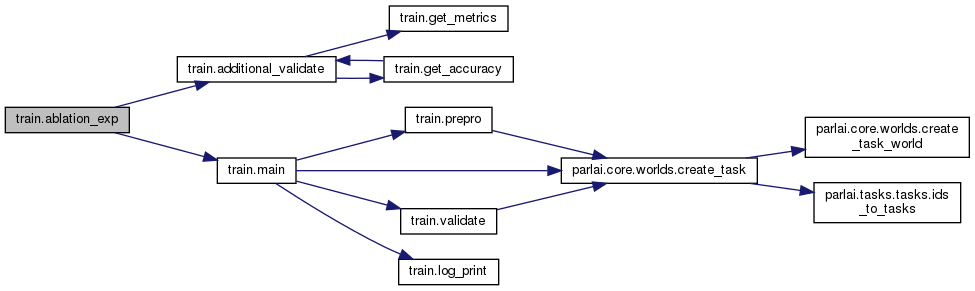 train.get_metrics
train.additional_validate
train.get_accuracy
train.ablation_exp
train.prepro
parlai.core.worlds.create
_task_world
train.main
parlai.core.worlds.create_task
parlai.tasks.tasks.ids
_to_tasks
train.validate
train.log_print